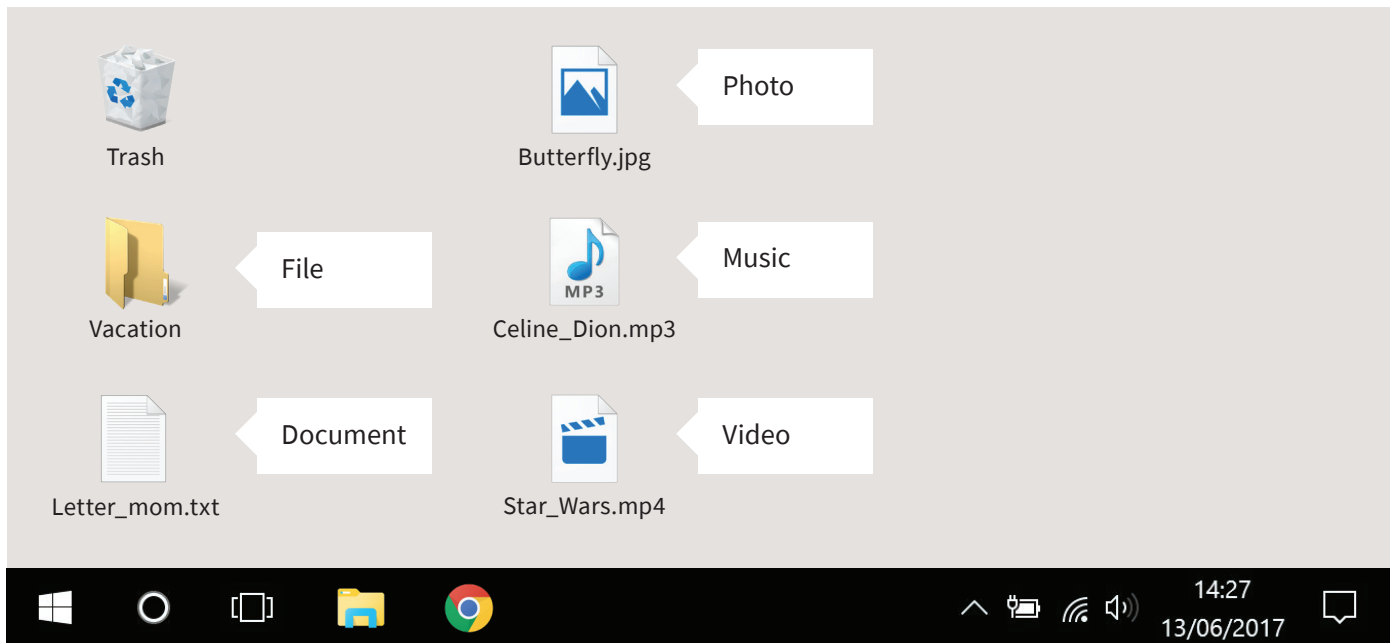 Trash
Butterfly.jpg
Photo
Vacation
File
MP3
Celine_Dion.mp3
Music
Letter_mom.txt
Document
Star_Wars.mp4
Video
14:27
13/06/2017